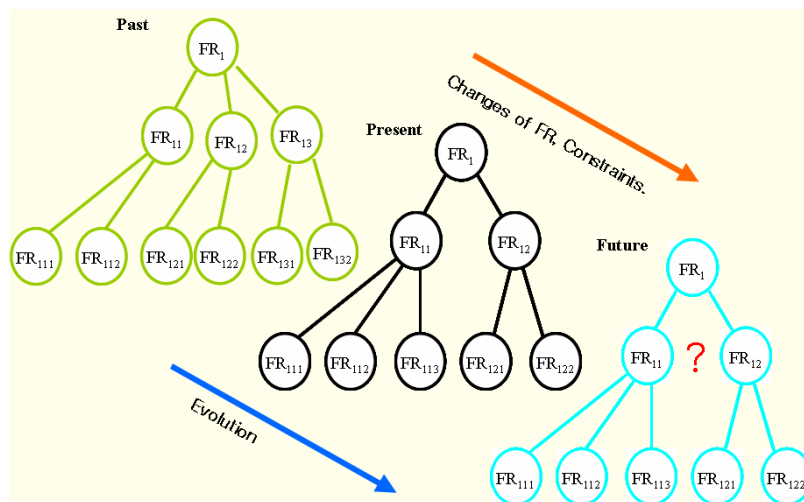 Past
FR1
FR11
FR12
FR13
FR111
FR112
FR121
FR122
FR131
FR132
Changes of FR, Constraints.
Present
FR1
FR11
FR12
FR111
FR112
FR113
FR121
FR122
Future
FR1
FR11
?
FR12
FR111
FR112
FR113
FR121
FR122
Evolution